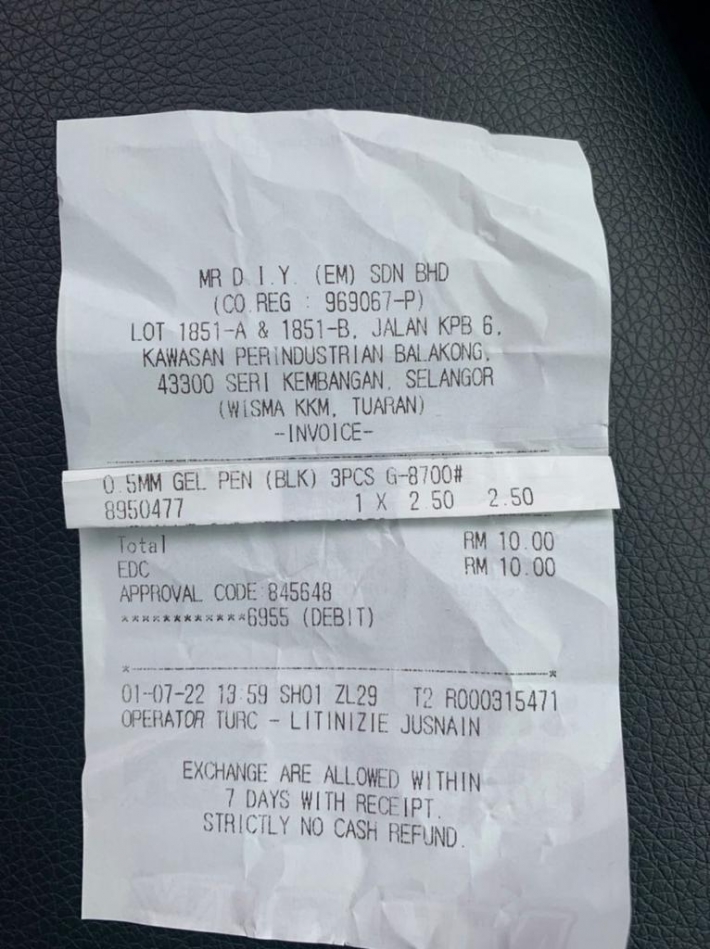 MR D.I.Y. (EM) SDN BHD
(CO.REG : 969067-P)
LOT 1851-A & 1851-B, JALAN KPB 6,
KAWASAN PERINDUSTRIAN BALAKONG,
43300 SERI KEMBANGAN, SELANGOR
(WISMA KKM, TUARAN)
-INVOICE-
0.5MM GEL PEN (BLK) 3PCS G-8700#
8950477 1 X 2.50 2.50
Total RM 10.00
EDC RM 10.00
APPROVAL CODE:845648
************6955 (DEBIT)
*------------------------------------------------*
01-07-22 13:59 SH01 ZL29 T2 R000315471
OPERATOR TURC - LITINIZIE JUSNAIN
EXCHANGE ARE ALLOWED WITHIN
7 DAYS WITH RECEIPT.
STRICTLY NO CASH REFUND.